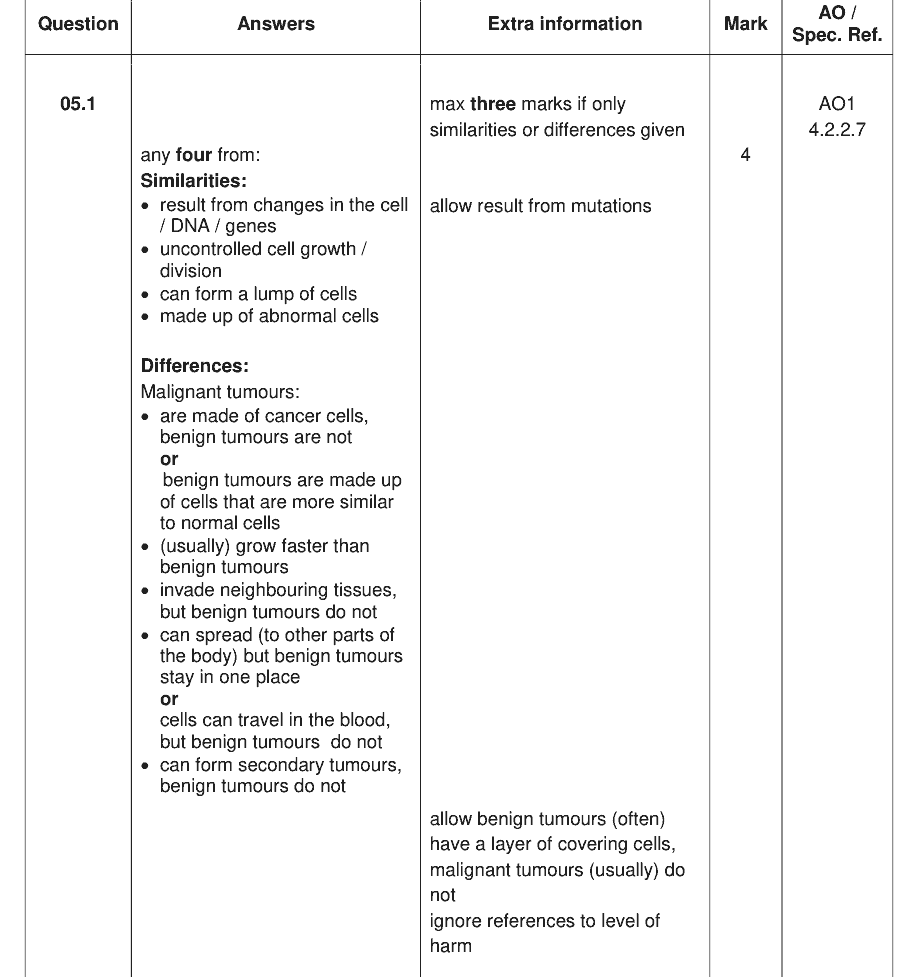 Question Answers Extra information Mark AO /
Spec. Ref.
05.1 max three marks if only AO1
similarities or differences given 4.2.2.7
any four from: 4
Similarities:
• result from changes in the cell allow result from mutations
/ DNA / genes
• uncontrolled cell growth /
division
• can form a lump of cells
• made up of abnormal cells
Differences:
Malignant tumours:
• are made of cancer cells,
benign tumours are not
or
benign tumours are made up
of cells that are more similar
to normal cells
• (usually) grow faster than
benign tumours
• invade neighbouring tissues,
but benign tumours do not
• can spread (to other parts of
the body) but benign tumours
stay in one place
or
cells can travel in the blood,
but benign tumours do not
• can form secondary tumours,
benign tumours do not
allow benign tumours (often)
have a layer of covering cells,
malignant tumours (usually) do
not
ignore references to level of
harm